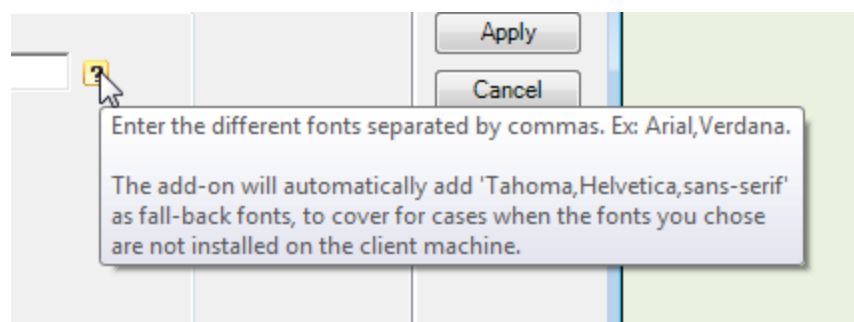 Apply
?
Cancel
Enter the different fonts separated by commas. Ex: Arial,Verdana.
The add-on will automatically add 'Tahoma,Helvetica,sans-serif'
as fall-back fonts, to cover for cases when the fonts you chose
are not installed on the client machine.